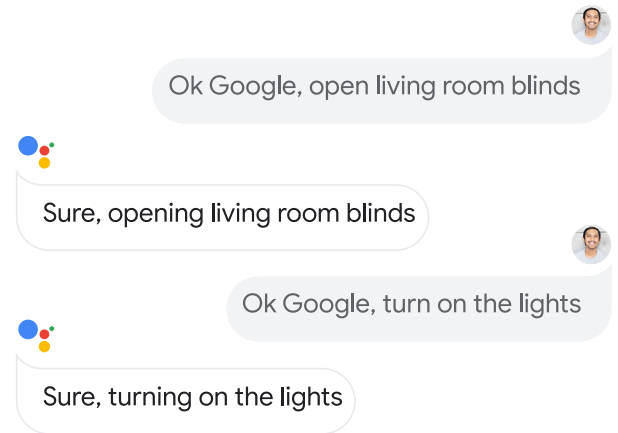 Ok Google, open living room blinds
Sure, opening living room blinds
Ok Google, turn on the lights
Sure, turning on the lights